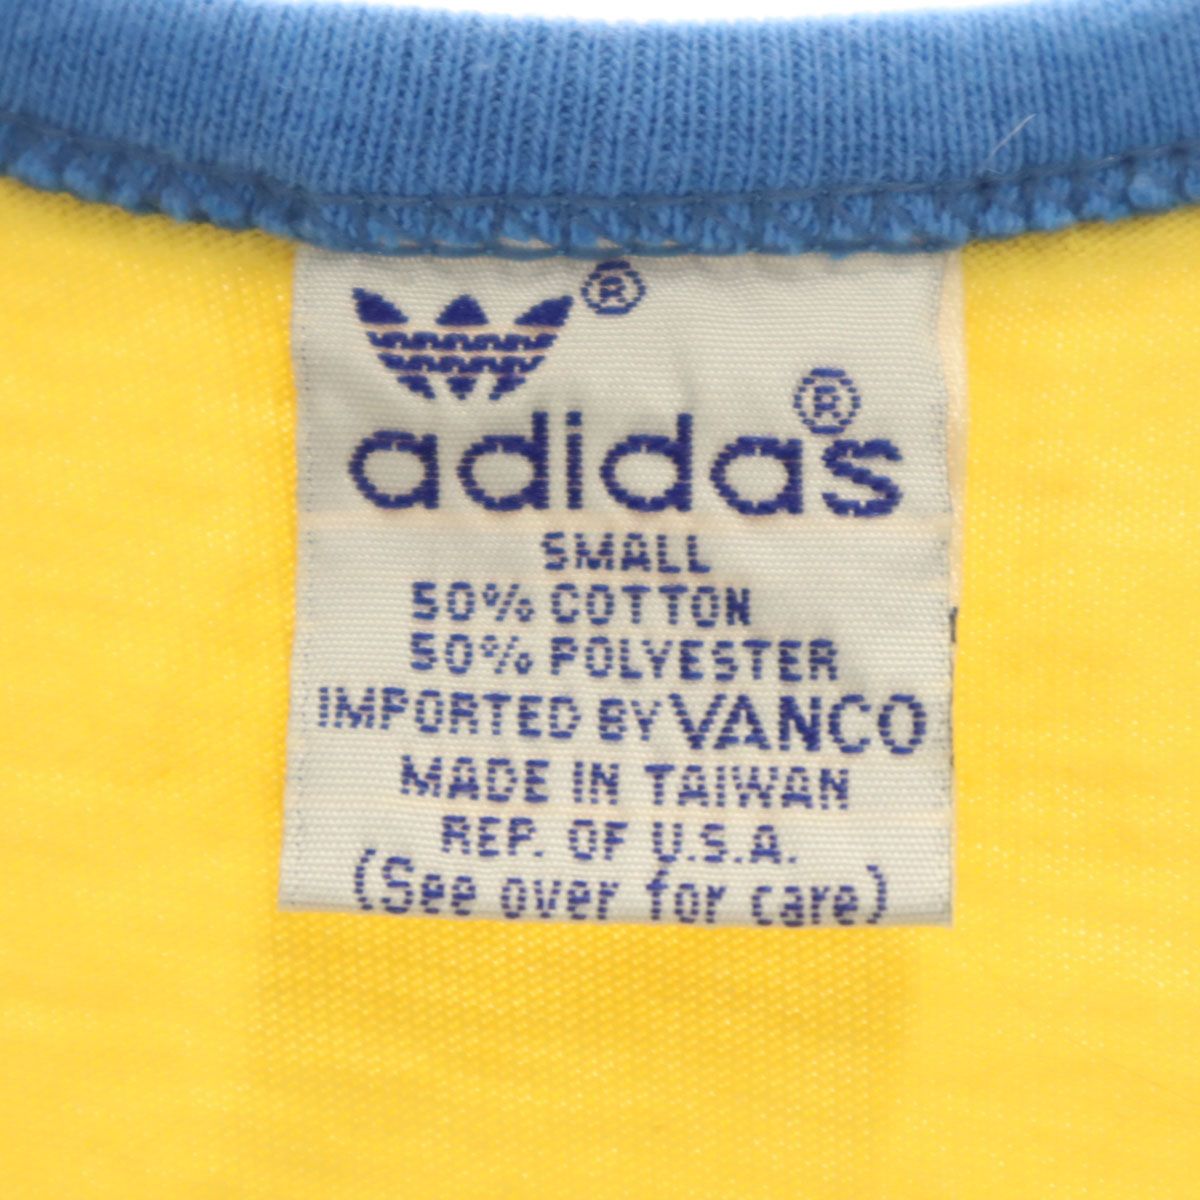 ®
adidas®
SMALL
50% COTTON
50% POLYESTER
IMPORTED BY VANCO
MADE IN TAIWAN
REP. OF U.S.A.
(See over for care)